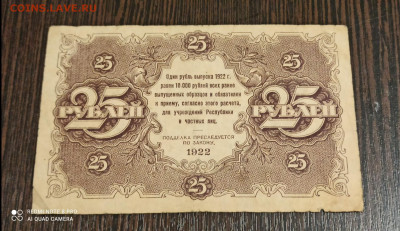 COINS.LAVE.RU
25
25
Один рубль выпуска 1922 г.
равен 10.000 рублей всех ранее
выпущенных образцов и обязателен
к приему, согласно этого расчета,
для учреждений Республики
и частных лиц.
25
РУБЛЕЙ
25
РУБЛЕЙ
ПОДДЕЛКА ПРЕСЛЕДУЕТСЯ
ПО ЗАКОНУ.
1922
25
25
AI QUAD CAMERA